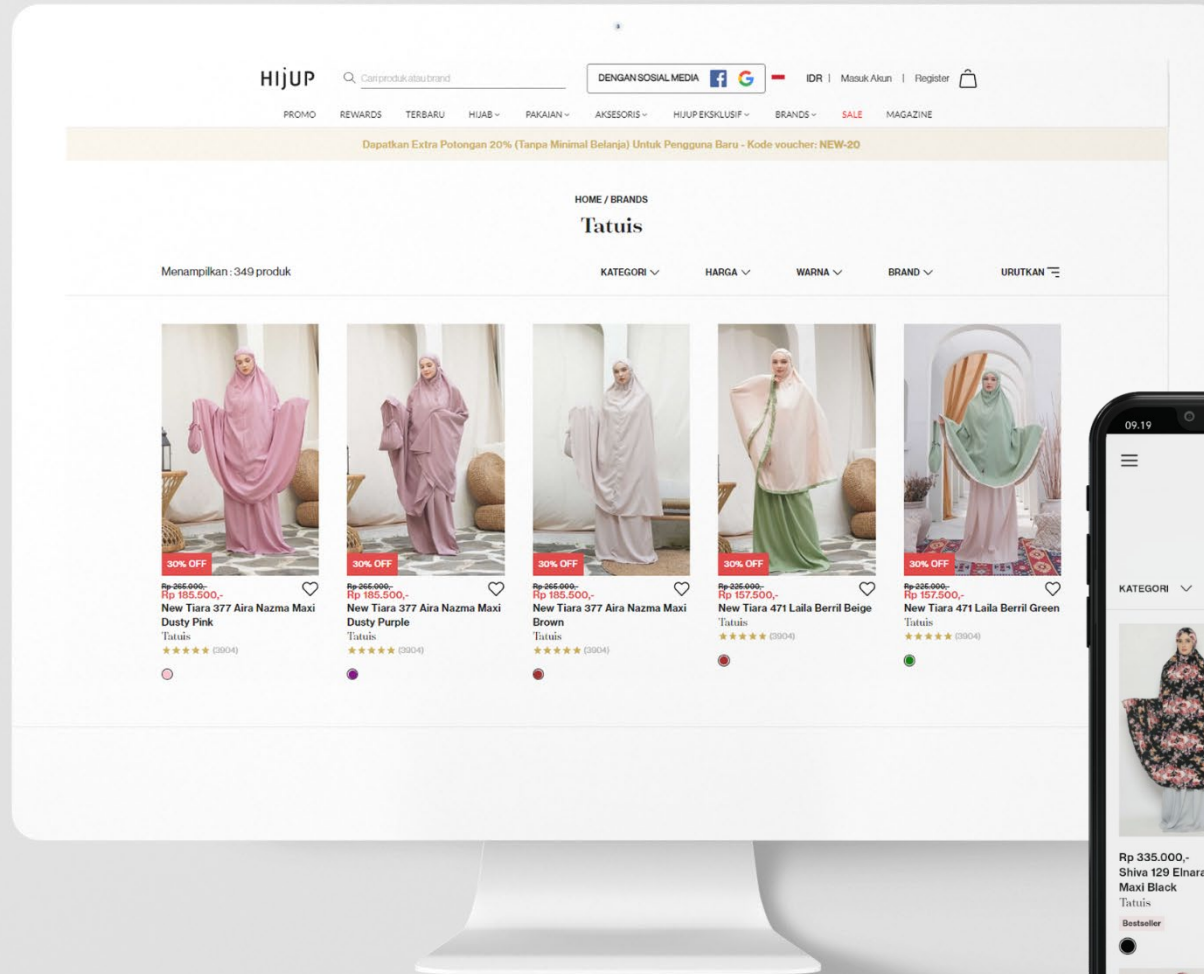 HIJUP
Cari produk atau brand
DENGAN SOSIAL MEDIA
IDR | Masuk Akun | Register
PROMO REWARDS TERBARU HIJAB PAKAIAN AKSESORIS HIJUP EKSKLUSIF BRANDS SALE MAGAZINE
Dapatkan Extra Potongan 20% (Tanpa Minimal Belanja) Untuk Pengguna Baru - Kode voucher: NEW-20
HOME / BRANDS
Tatuis
Menampilkan : 349 produk
KATEGORI HARGA WARNA BRAND URUTKAN
30% OFF
Rp 265.000,-
Rp 185.500,-
New Tiara 377 Aira Nazma Maxi
Dusty Pink
Tatuis
(3904)
30% OFF
Rp 265.000,-
Rp 185.500,-
New Tiara 377 Aira Nazma Maxi
Dusty Purple
Tatuis
(3904)
30% OFF
Rp 265.000,-
Rp 185.500,-
New Tiara 377 Aira Nazma Maxi
Brown
Tatuis
(3904)
30% OFF
Rp 225.000,-
Rp 157.500,-
New Tiara 471 Laila Berril Beige
Tatuis
(3904)
30% OFF
Rp 225.000,-
Rp 157.500,-
New Tiara 471 Laila Berril Green
Tatuis
(3904)
09.19
KATEGORI
Rp 335.000,-
Shiva 129 Elnara
Maxi Black
Tatuis
Bestseller